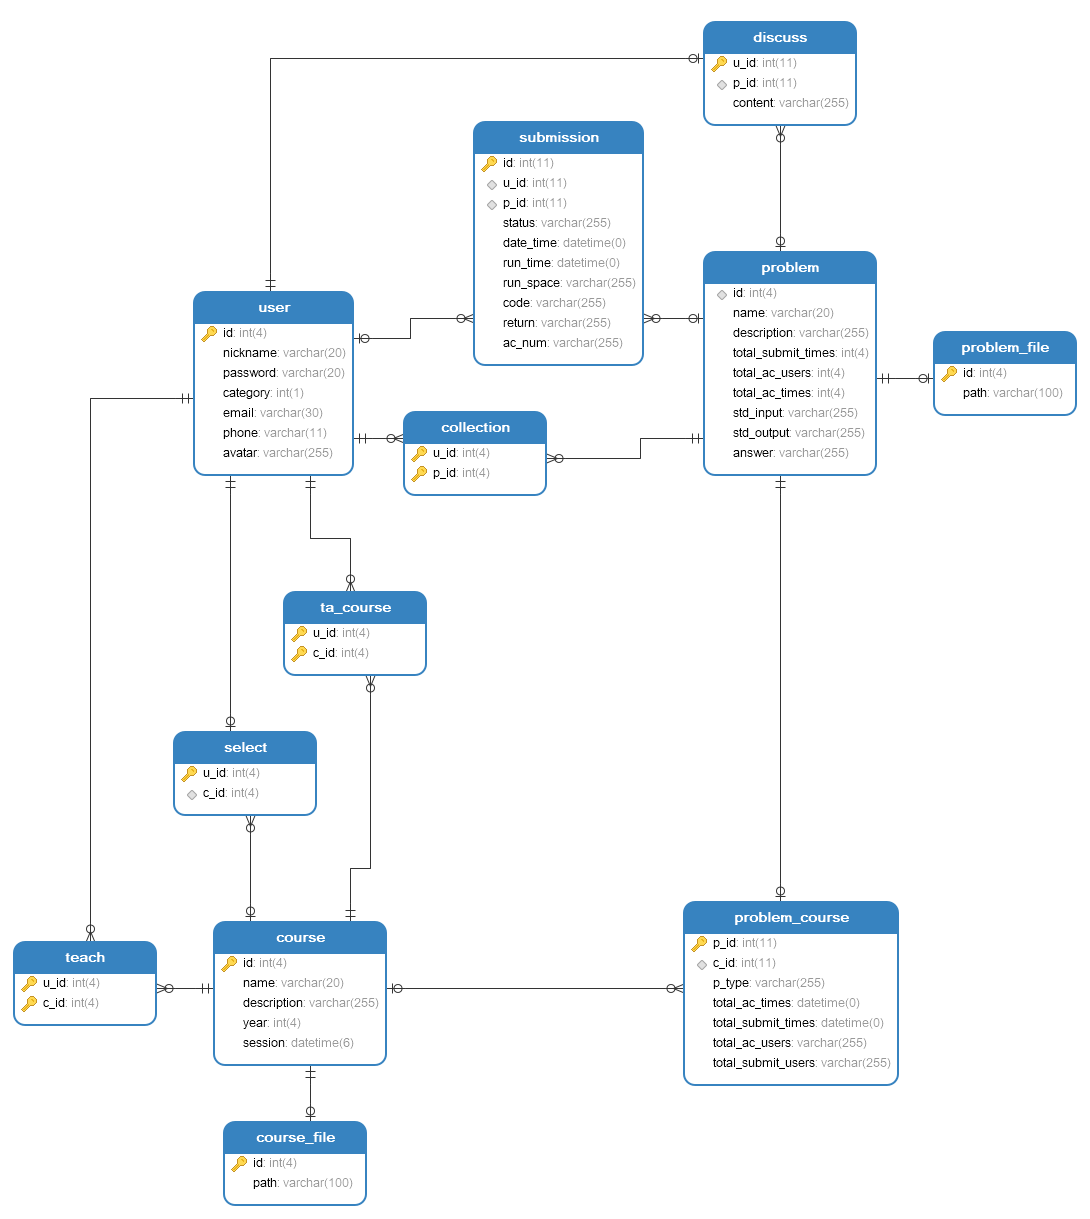 discuss
u_id: int(11)
p_id: int(11)
content: varchar(255)
submission
id: int(11)
u_id: int(11)
p_id: int(11)
status: varchar(255)
date_time: datetime(0)
run_time: datetime(0)
run_space: varchar(255)
code: varchar(255)
return: varchar(255)
ac_num: varchar(255)
problem
id: int(4)
name: varchar(20)
description: varchar(255)
total_submit_times: int(4)
total_ac_users: int(4)
total_ac_times: int(4)
std_input: varchar(255)
std_output: varchar(255)
answer: varchar(255)
user
id: int(4)
nickname: varchar(20)
password: varchar(20)
category: int(1)
email: varchar(30)
phone: varchar(11)
avatar: varchar(255)
problem_file
id: int(4)
path: varchar(100)
collection
u_id: int(4)
p_id: int(4)
ta_course
u_id: int(4)
c_id: int(4)
select
u_id: int(4)
c_id: int(4)
teach
u_id: int(4)
c_id: int(4)
course
id: int(4)
name: varchar(20)
description: varchar(255)
year: int(4)
session: datetime(6)
problem_course
p_id: int(11)
c_id: int(11)
p_type: varchar(255)
total_ac_times: datetime(0)
total_submit_times: datetime(0)
total_ac_users: varchar(255)
total_submit_users: varchar(255)
course_file
id: int(4)
path: varchar(100)